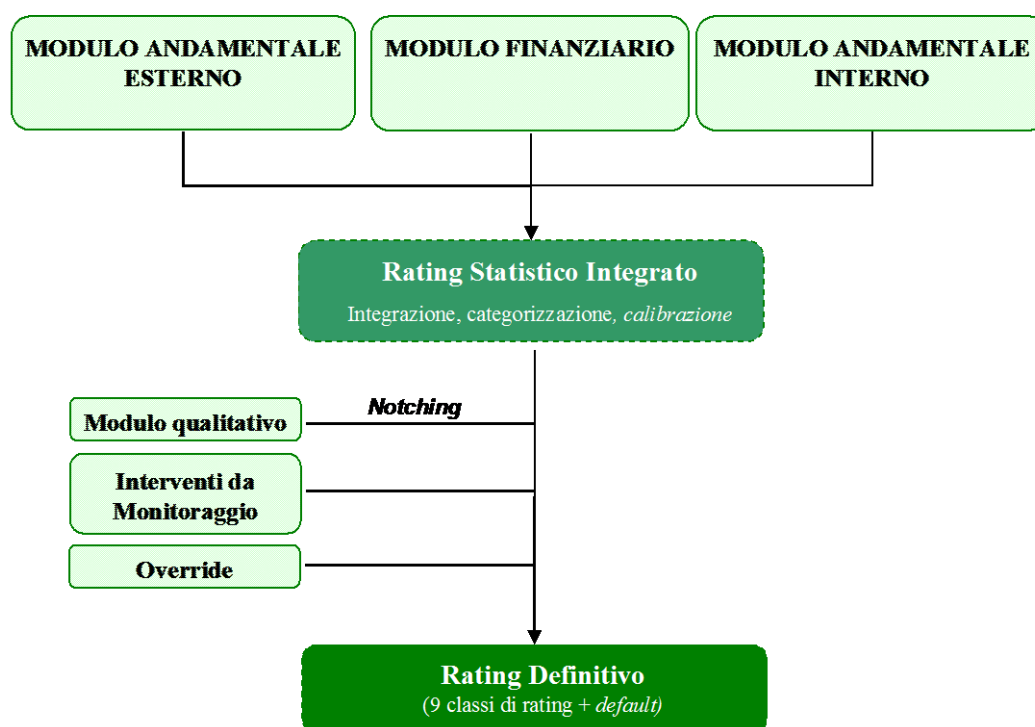 MODULO ANDAMENTALE
ESTERNO
MODULO FINANZIARIO
MODULO ANDAMENTALE
INTERNO
Rating Statistico Integrato
Integrazione, categorizzazione, calibrazione
Notching
Modulo qualitativo
Interventi da
Monitoraggio
Override
Rating Definitivo
(9 classi di rating + default)